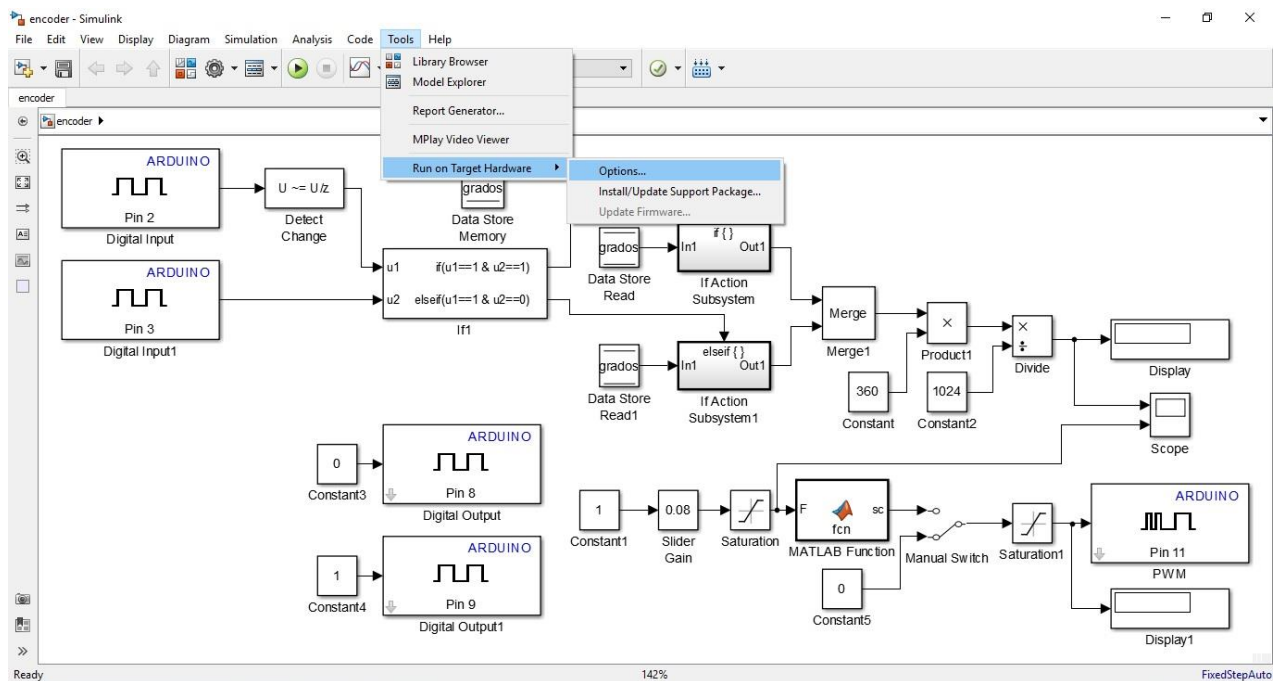 encoder - Simulink
File Edit View Display Diagram Simulation Analysis Code Tools Help
Library Browser
Model Explorer
Report Generator...
MPlay Video Viewer
Run on Target Hardware
Options...
Install/Update Support Package...
Update Firmware...
encoder
encoder
ARDUINO
Pin 2
Digital Input
U ~= U/z
Detect
Change
grados
Data Store
Memory
ARDUINO
Pin 3
Digital Input1
u1 if(u1==1 & u2==1)
u2 elseif(u1==1 & u2==0)
If1
grados
Data Store
Read
if { }
In1 Out1
If Action
Subsystem
grados
Data Store
Read1
elseif { }
In1 Out1
If Action
Subsystem1
Merge
Merge1
×
Product1
×
÷
Divide
Display
360
Constant
1024
Constant2
Scope
0
Constant3
ARDUINO
Pin 8
Digital Output
1
Constant4
ARDUINO
Pin 9
Digital Output1
1
Constant1
0.08
Slider
Gain
Saturation
F fcn sc
MATLAB Function
0
Constant5
Manual Switch
Saturation1
ARDUINO
Pin 11
PWM
Display1
Ready 142% FixedStepAuto